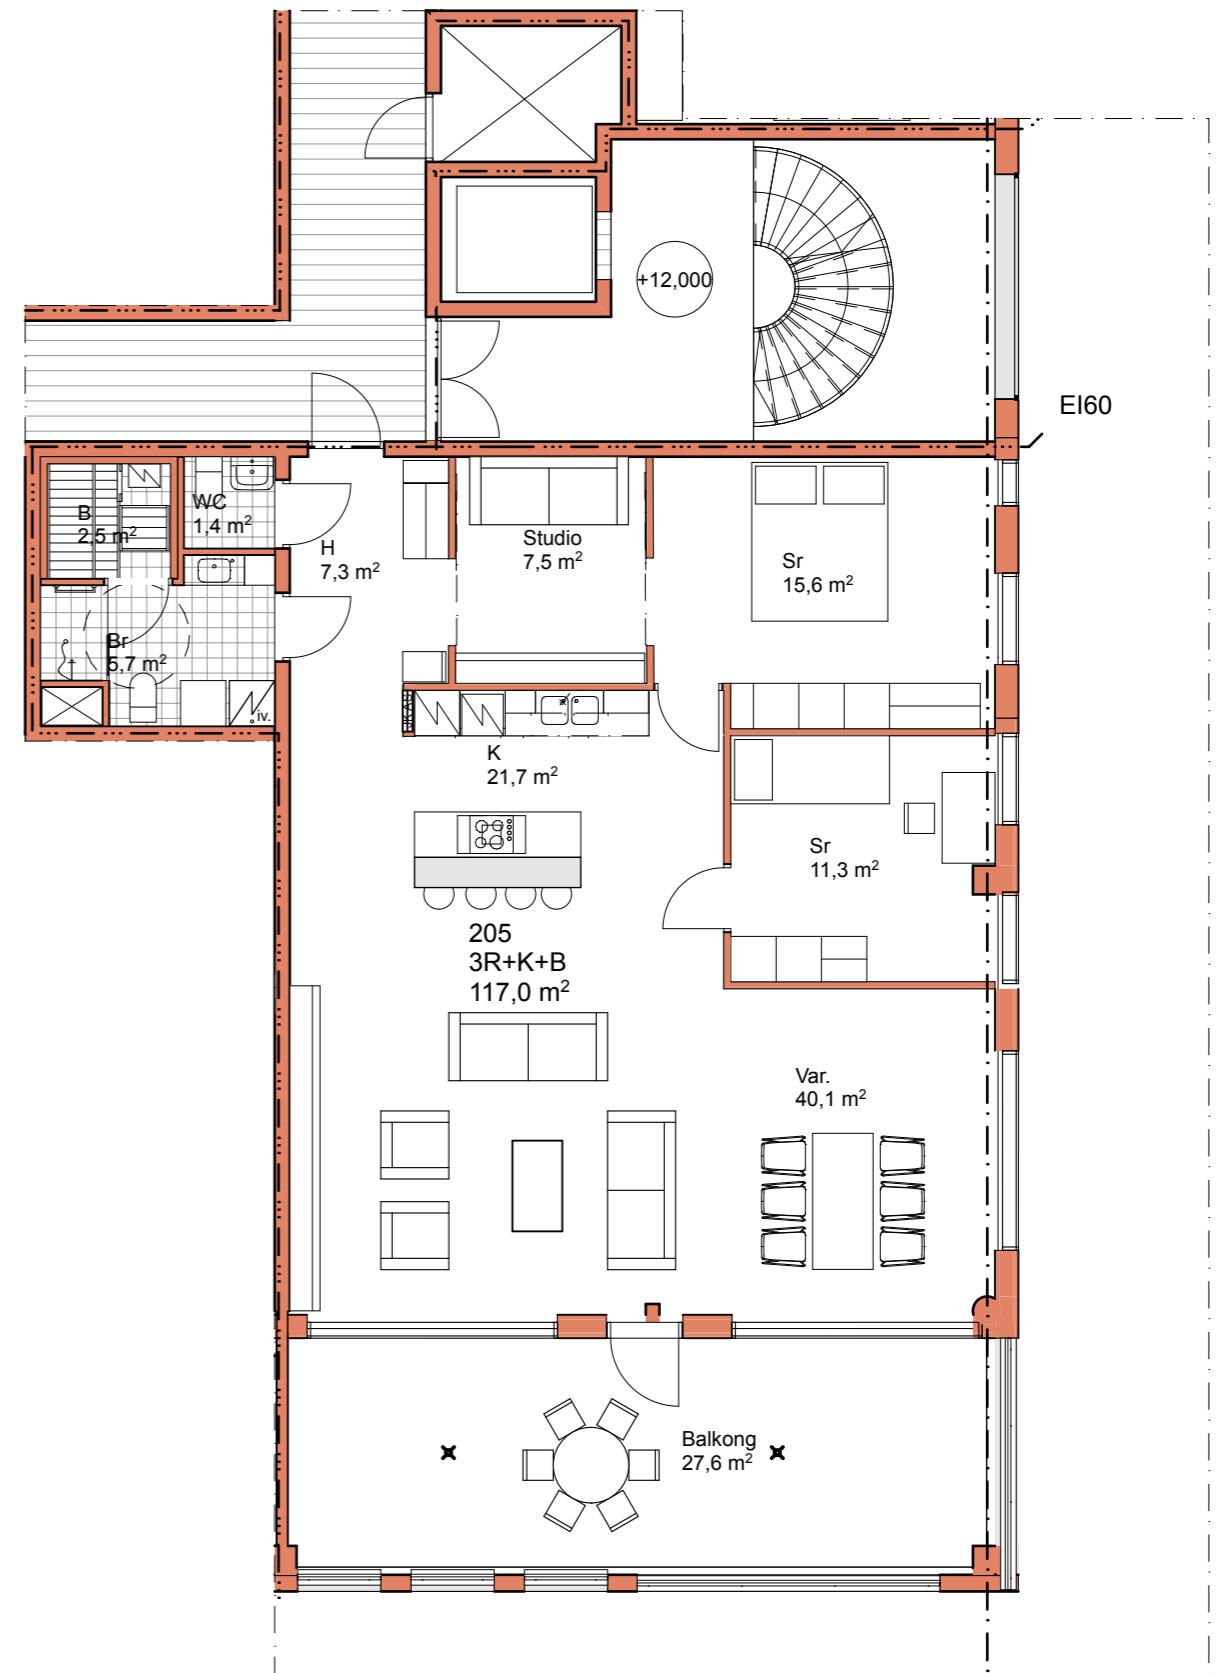 +12,000
EI60
B
2,5 m²
WC
1,4 m²
H
7,3 m²
Studio
7,5 m²
Sr
15,6 m²
Br
5,7 m²
iv.
K
21,7 m²
Sr
11,3 m²
205
3R+K+B
117,0 m²
Var.
40,1 m²
Balkong
27,6 m²